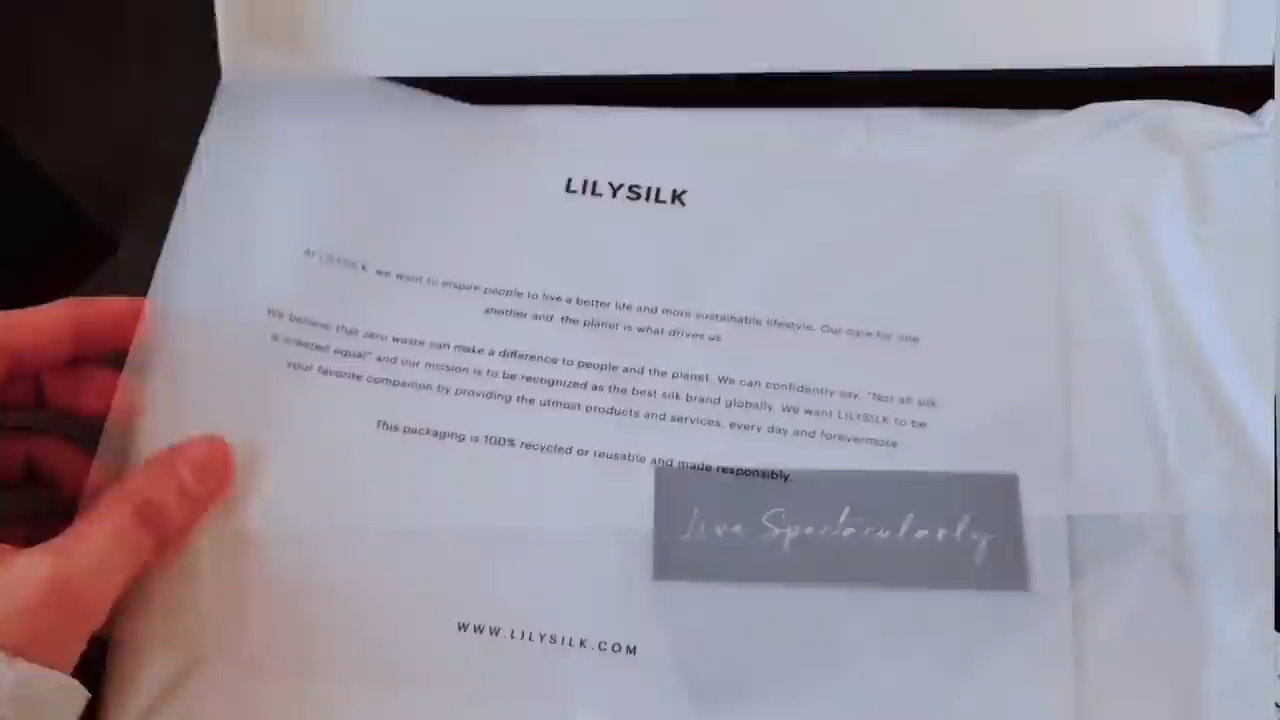 LILYSILK
At LILYSILK, we want to inspire people to live a better life and more sustainable lifestyle. Our care for one
another and the planet is what drives us.
We believe that zero waste can make a difference to people and the planet. We can confidently say, "Not all silk
is created equal" and our mission is to be recognized as the best silk brand globally. We want LILYSILK to be
your favorite companion by providing the utmost products and services, every day and forevermore.
This packaging is 100% recycled or reusable and made responsibly.
Live Spectacularly
WWW.LILYSILK.COM